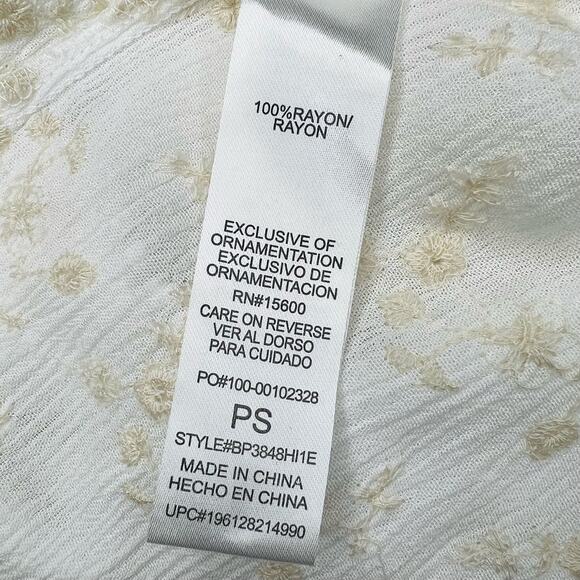 100%RAYON/
RAYON
EXCLUSIVE OF
ORNAMENTATION
EXCLUSIVO DE
ORNAMENTACION
RN#15600
CARE ON REVERSE
VER AL DORSO
PARA CUIDADO
PO#100-00102328
PS
STYLE#BP3848HI1E
MADE IN CHINA
HECHO EN CHINA
UPC#196128214990